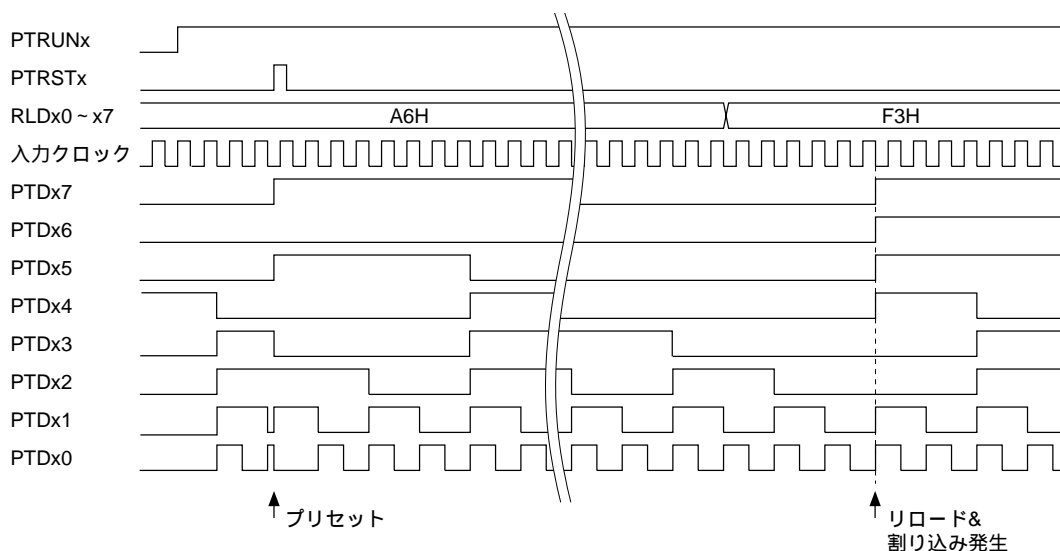 PTRUNx
PTRSTx
RLDx0 ~ x7 A6H F3H
入力クロック
PTDx7
PTDx6
PTDx5
PTDx4
PTDx3
PTDx2
PTDx1
PTDx0
プリセット
リロード&
割り込み発生